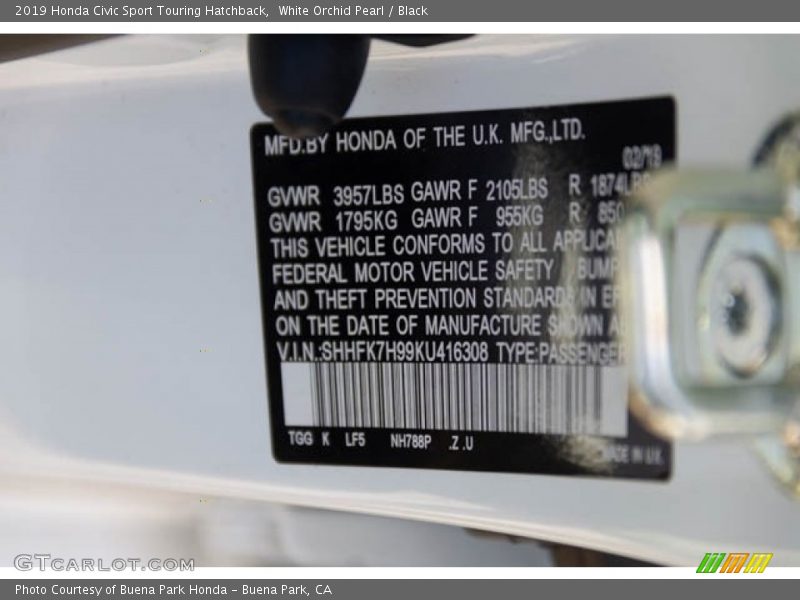 2019 Honda Civic Sport Touring Hatchback, White Orchid Pearl / Black
MFD.BY HONDA OF THE U.K. MFG.,LTD.
02/19
GVWR 3957LBS GAWR F 2105LBS R 1874LBS
GVWR 1795KG GAWR F 955KG R 850
THIS VEHICLE CONFORMS TO ALL APPLICA
FEDERAL MOTOR VEHICLE SAFETY BUMP
AND THEFT PREVENTION STANDARDS IN EF
ON THE DATE OF MANUFACTURE SHOWN A
V.I.N.:SHHFK7H99KU416308 TYPE:PASSENGER
TGG K LF5 NH788P .Z .U
MADE IN U.K.
GTCARLOT.COM
Photo Courtesy of Buena Park Honda - Buena Park, CA